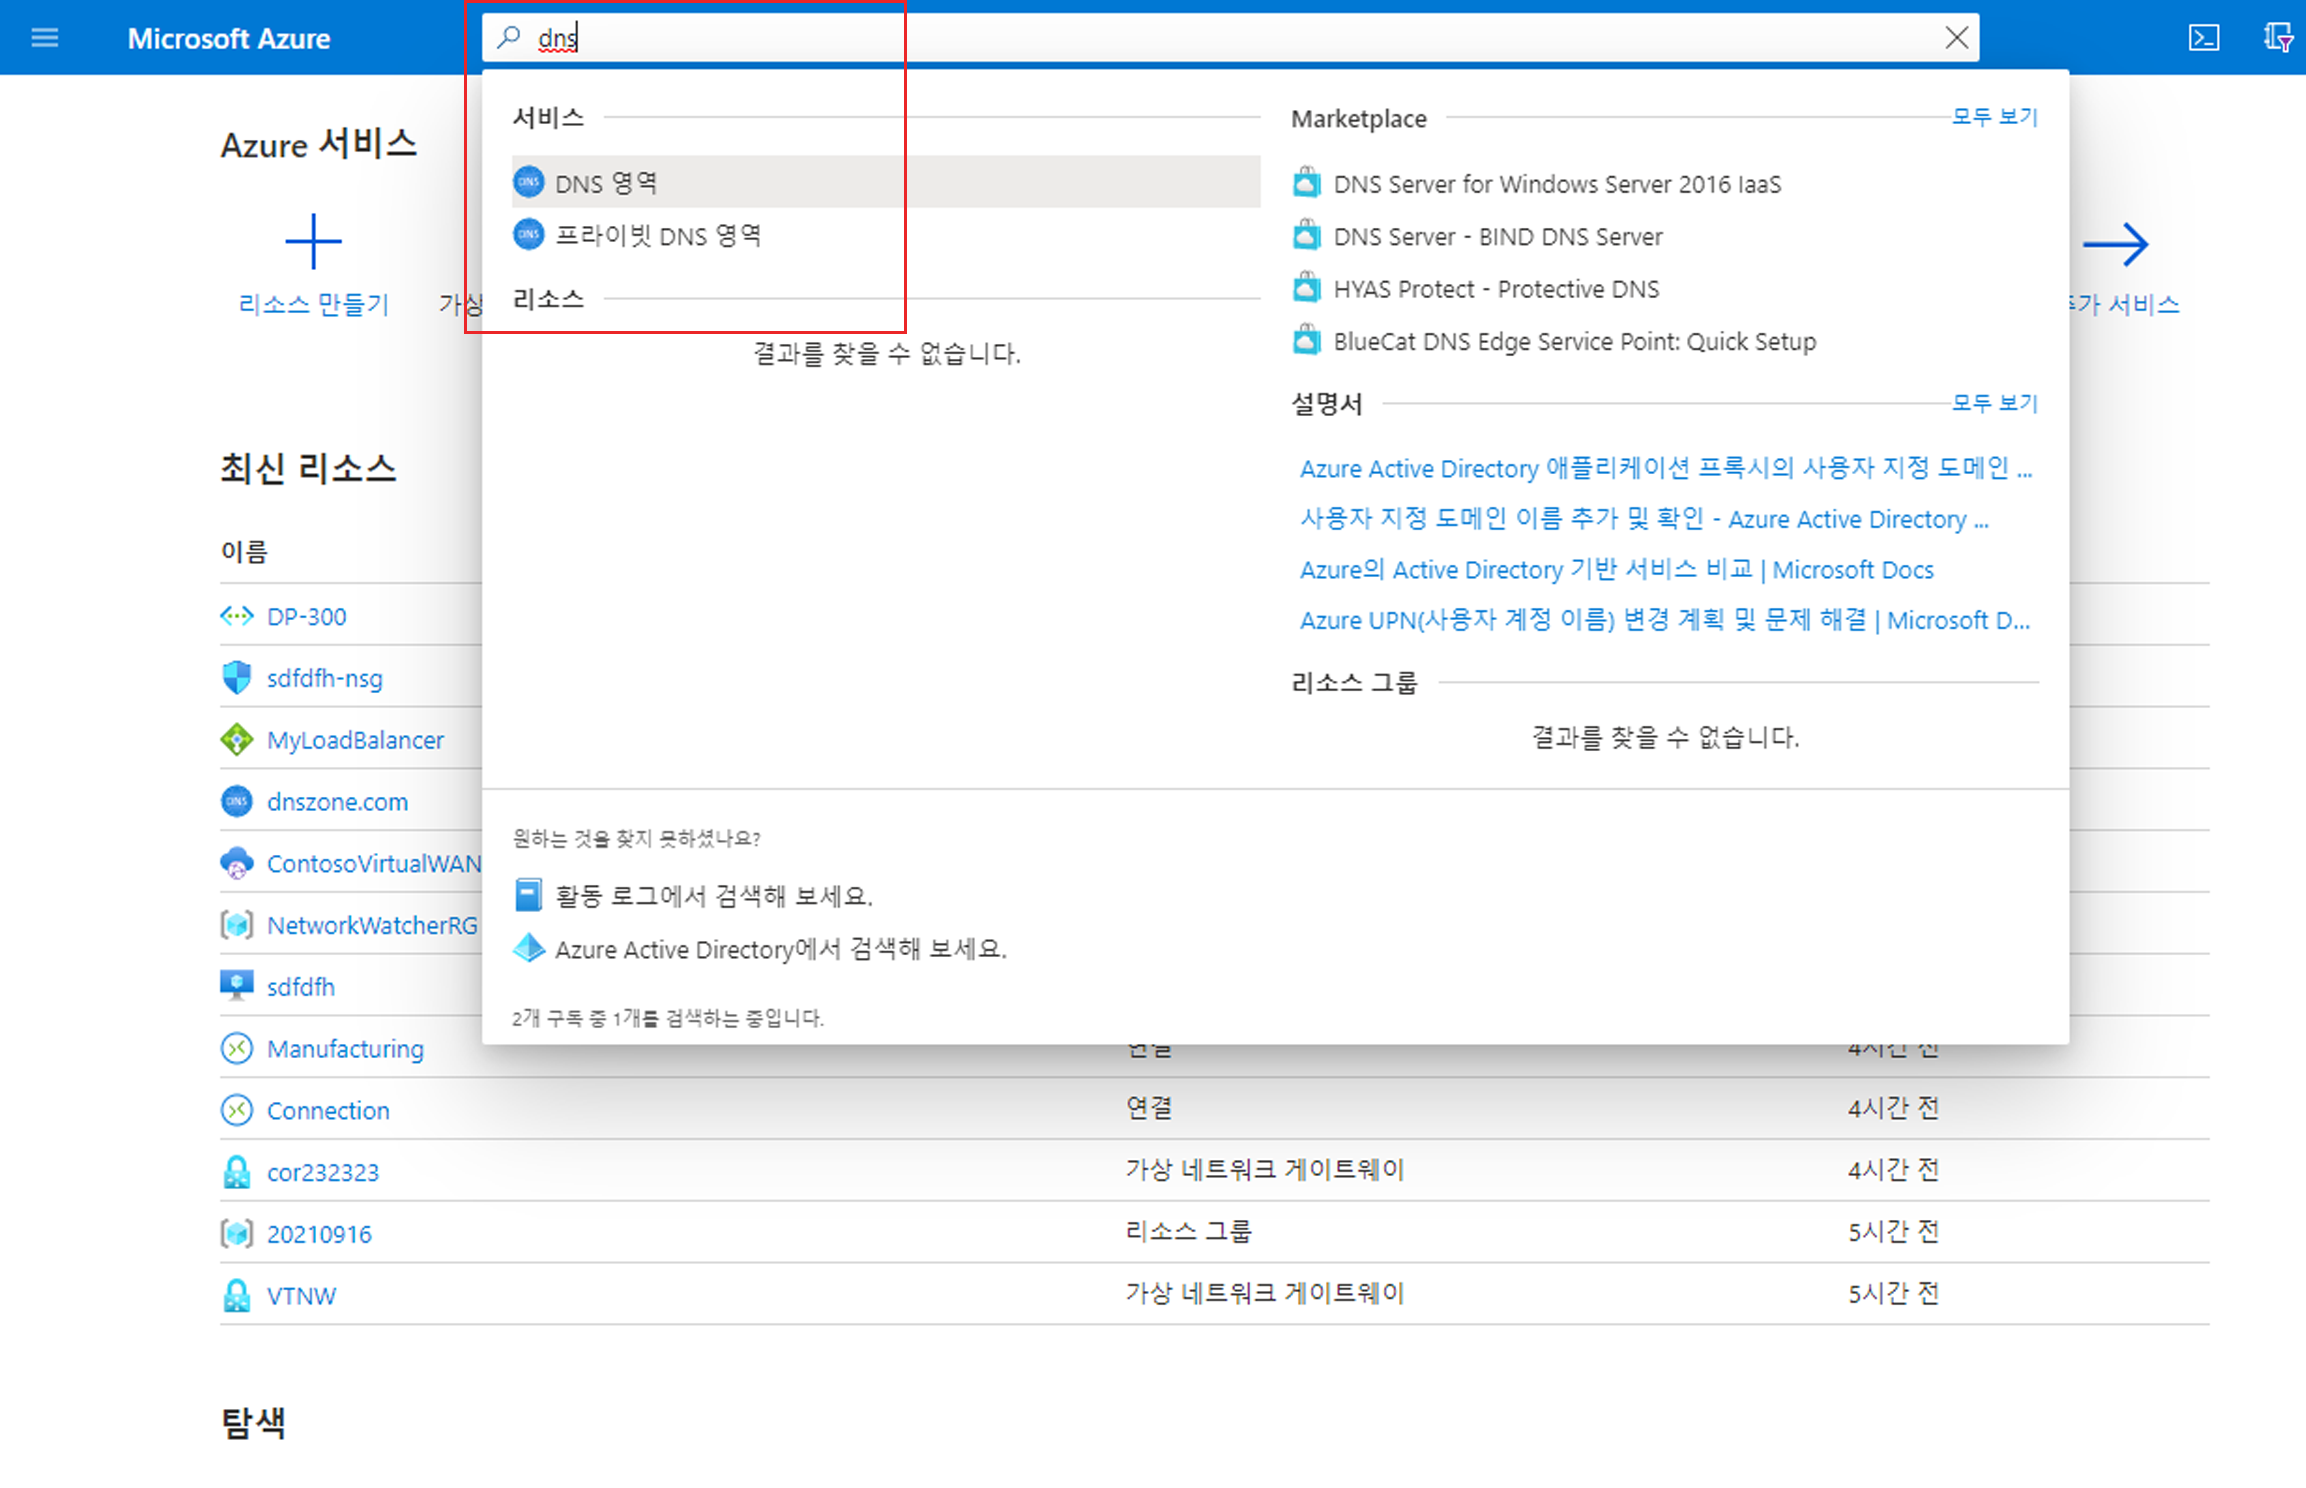 Microsoft Azure
dns
Azure 서비스
리소스 만들기
가상
추가 서비스
서비스
DNS 영역
프라이빗 DNS 영역
리소스
결과를 찾을 수 없습니다.
Marketplace
모두 보기
DNS Server for Windows Server 2016 IaaS
DNS Server - BIND DNS Server
HYAS Protect - Protective DNS
BlueCat DNS Edge Service Point: Quick Setup
설명서
모두 보기
Azure Active Directory 애플리케이션 프록시의 사용자 지정 도메인 ...
사용자 지정 도메인 이름 추가 및 확인 - Azure Active Directory ...
Azure의 Active Directory 기반 서비스 비교 | Microsoft Docs
Azure UPN(사용자 계정 이름) 변경 계획 및 문제 해결 | Microsoft D...
리소스 그룹
결과를 찾을 수 없습니다.
원하는 것을 찾지 못하셨나요?
활동 로그에서 검색해 보세요.
Azure Active Directory에서 검색해 보세요.
2개 구독 중 1개를 검색하는 중입니다.
최신 리소스
이름
DP-300
sdfdfh-nsg
MyLoadBalancer
DNS
dnszone.com
ContosoVirtualWAN
NetworkWatcherRG
sdfdfh
Manufacturing 연결 4시간 전
Connection 연결 4시간 전
cor232323 가상 네트워크 게이트웨이 4시간 전
20210916 리소스 그룹 5시간 전
VTNW 가상 네트워크 게이트웨이 5시간 전
탐색